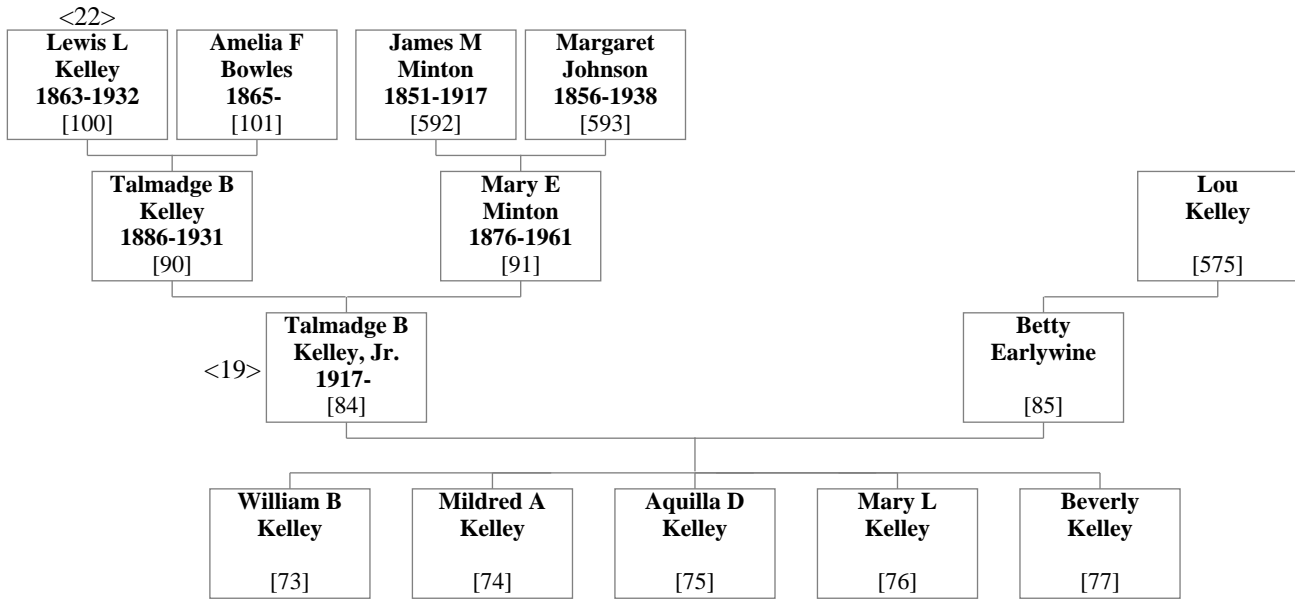 <22>
Lewis L
Kelley
1863-1932
[100]
Amelia F
Bowles
1865-
[101]
James M
Minton
1851-1917
[592]
Margaret
Johnson
1856-1938
[593]
Talmadge B
Kelley
1886-1931
[90]
Mary E
Minton
1876-1961
[91]
Lou
Kelley
[575]
<19>
Talmadge B
Kelley, Jr.
1917-
[84]
Betty
Earlywine
[85]
William B
Kelley
[73]
Mildred A
Kelley
[74]
Aquilla D
Kelley
[75]
Mary L
Kelley
[76]
Beverly
Kelley
[77]